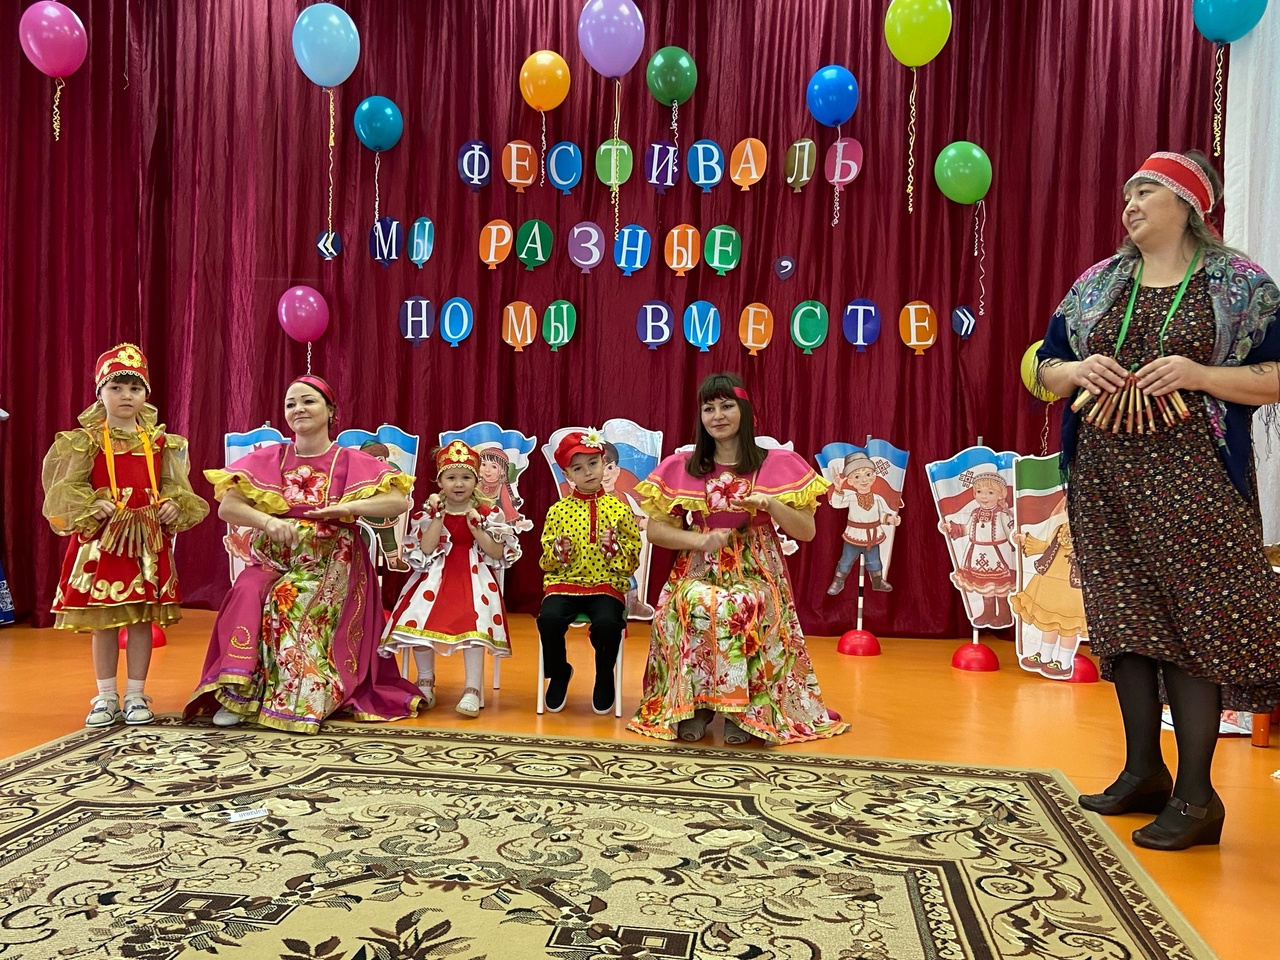 ФЕСТИВАЛЬ
« МЫ РАЗНЫЕ,
НО МЫ ВМЕСТЕ »